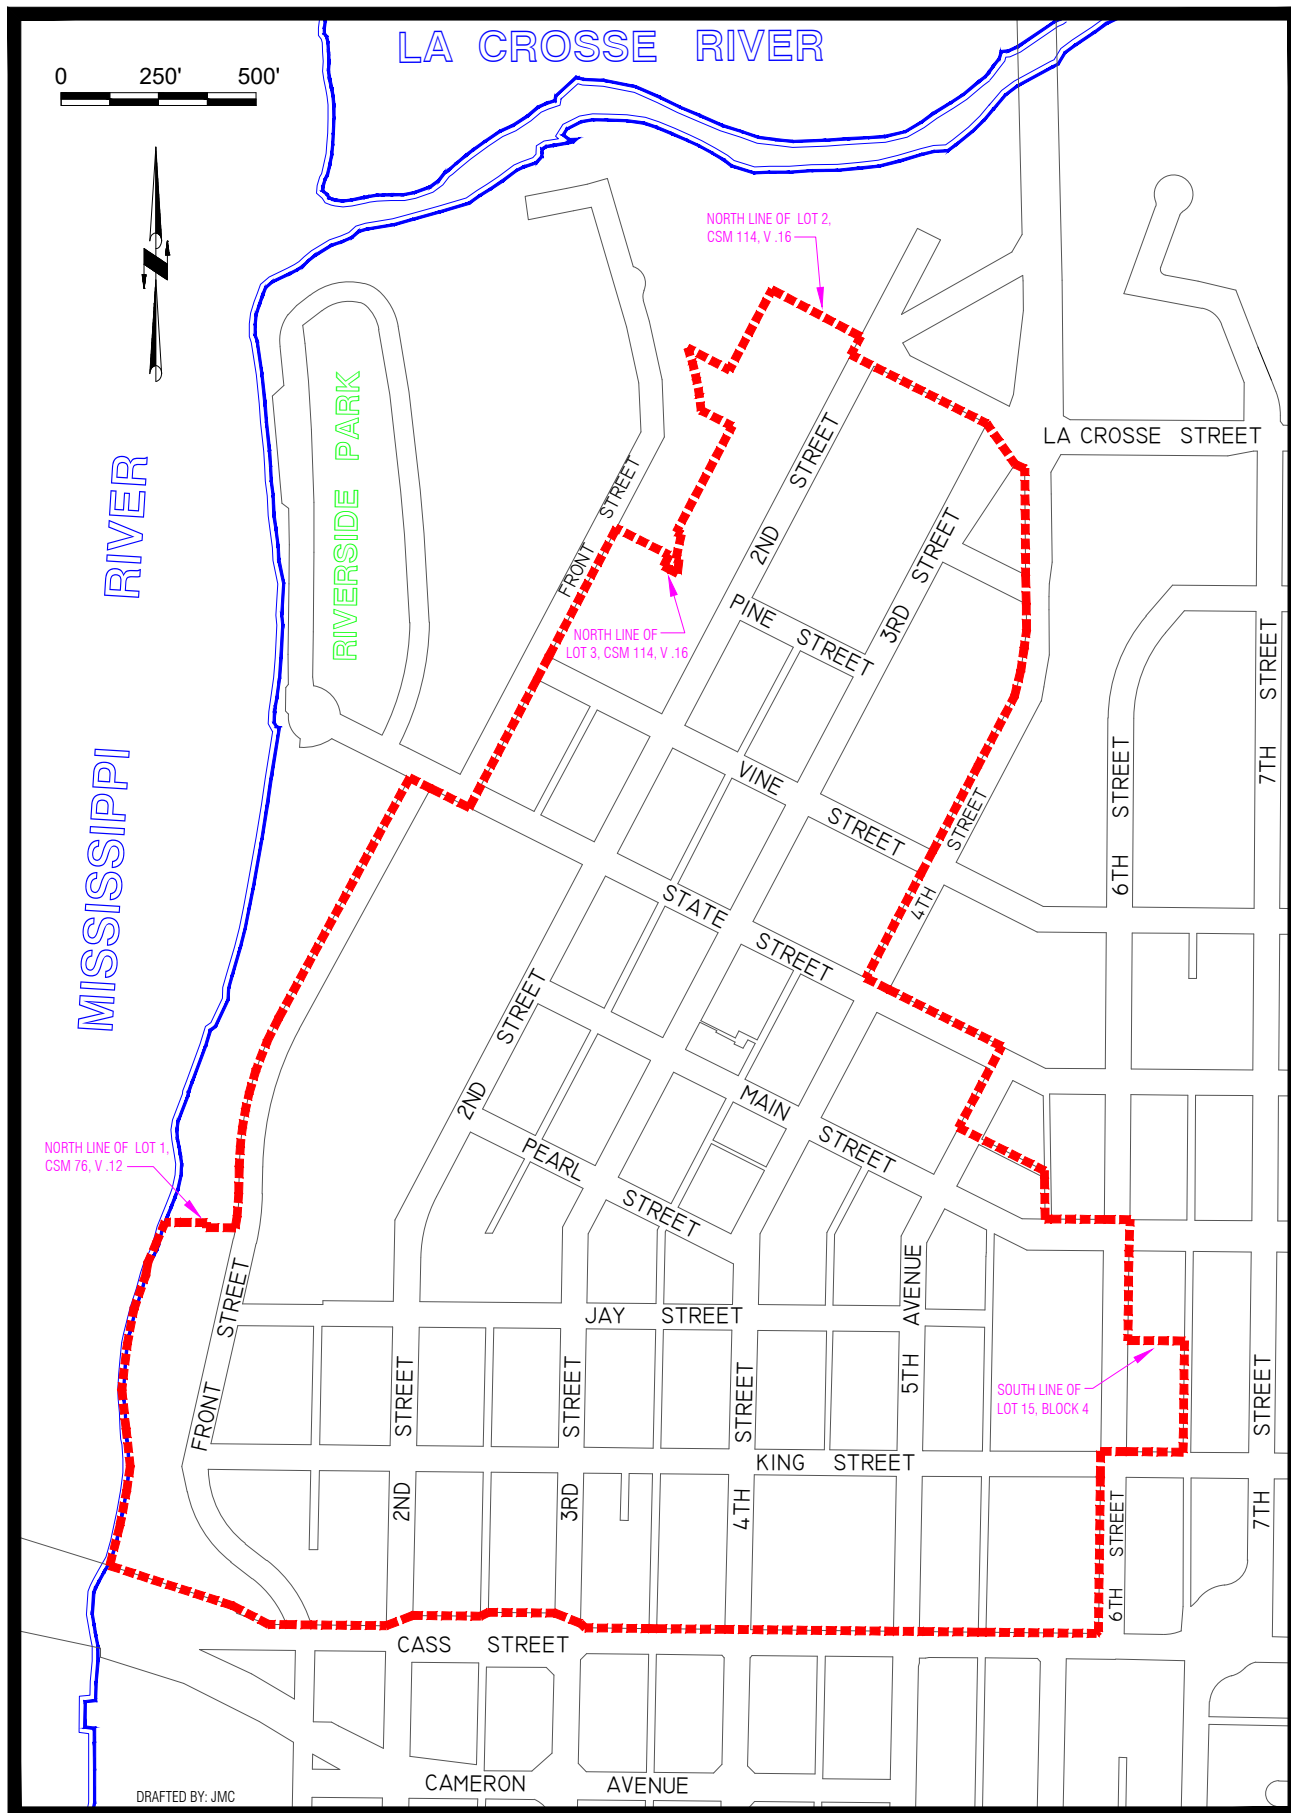 LA CROSSE RIVER
0 250' 500'
NORTH LINE OF LOT 2,
CSM 114, V .16
N
RIVERSIDE PARK
MISSISSIPPI RIVER
LA CROSSE STREET
FRONT STREET
2ND STREET
3RD STREET
PINE STREET
NORTH LINE OF
LOT 3, CSM 114, V .16
7TH STREET
6TH STREET
VINE STREET
4TH STREET
STATE STREET
2ND STREET
MAIN STREET
PEARL STREET
NORTH LINE OF LOT 1,
CSM 76, V .12
FRONT STREET
JAY STREET
5TH AVENUE
2ND STREET
3RD STREET
4TH STREET
SOUTH LINE OF
LOT 15, BLOCK 4
7TH STREET
KING STREET
6TH STREET
CASS STREET
CAMERON AVENUE
DRAFTED BY: JMC